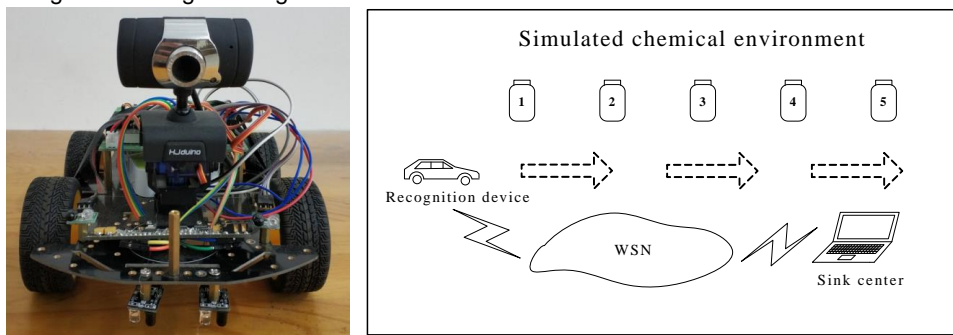 HJduino
Simulated chemical environment
1 2 3 4 5
Recognition device
WSN
Sink center